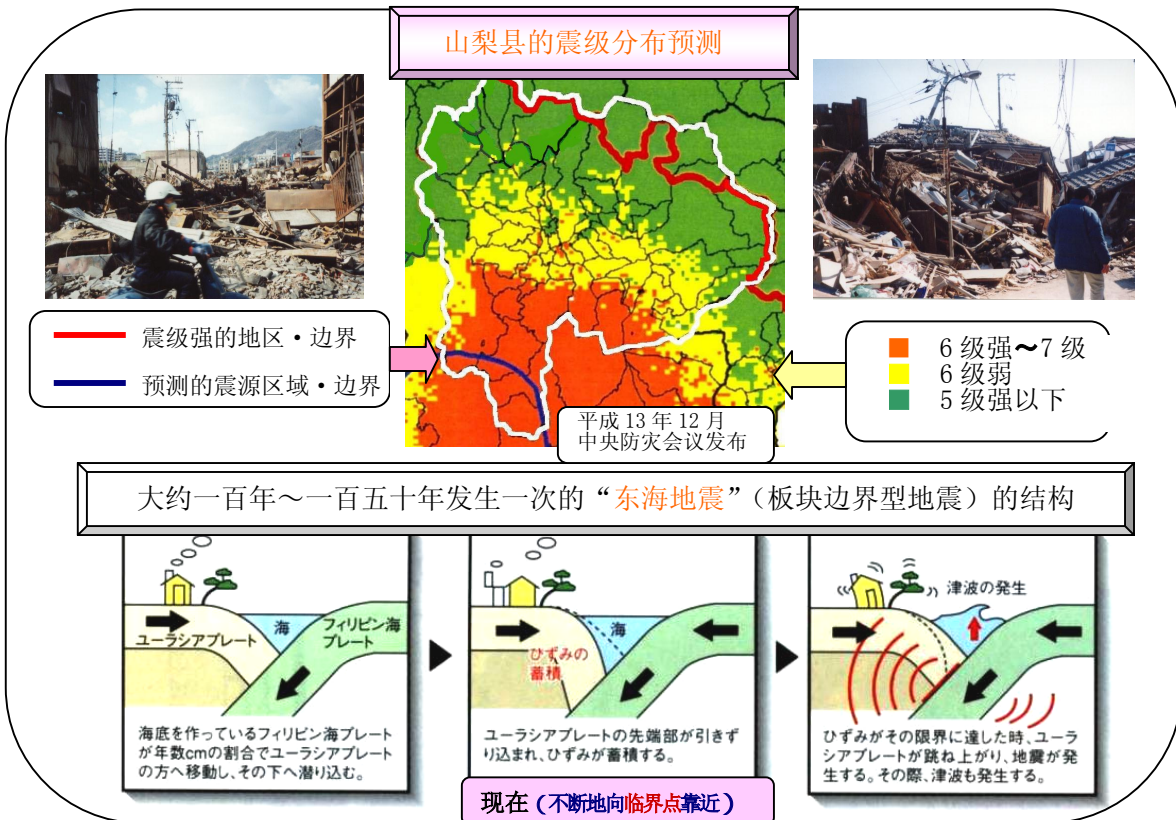 山梨县的震级分布预测
震级强的地区・边界
预测的震源区域・边界
6级强～7级
6级弱
5级强以下
平成13年12月
中央防灾会议发布
大约一百年～一百五十年发生一次的“东海地震”（板块边界型地震）的结构
ユーラシアプレート
海
フィリピン海
プレート
海底を作っているフィリピン海プレート
が年数cmの割合でユーラシアプレート
の方へ移動し、その下へ潜り込む。
海
ひずみの
蓄積
ユーラシアプレートの先端部が引きず
り込まれ、ひずみが蓄積する。
津波の発生
ひずみがその限界に達した時、ユーラ
シアプレートが跳ね上がり、地震が発
生する。その際、津波も発生する。
现在（不断地向临界点靠近）